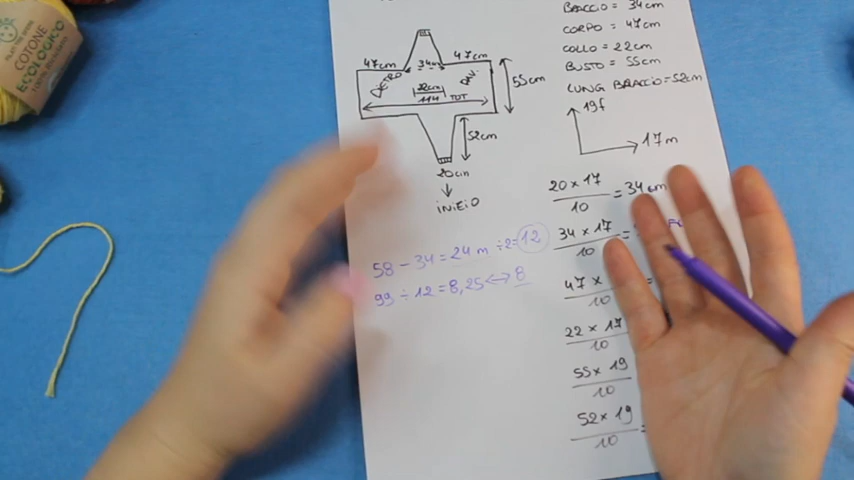 COTONE
ECOLOGICO
BRACCIO = 34cm
CORPO = 47cm
COLLO = 22cm
BUSTO = 55cm
LUNG BRACCIO = 52cm
47cm
34cm
47cm
22cm
114 TOT
55cm
52cm
20cm
INIZIO
19f
17m
20 x 17
10
= 34 cm
34 x 17
10
=
47 x
10
22 x 17
10
55 x 19
10
52 x 19
10
58 - 34 = 24 m ÷ 2 = 12
99 ÷ 12 = 8,25 ↔ 8